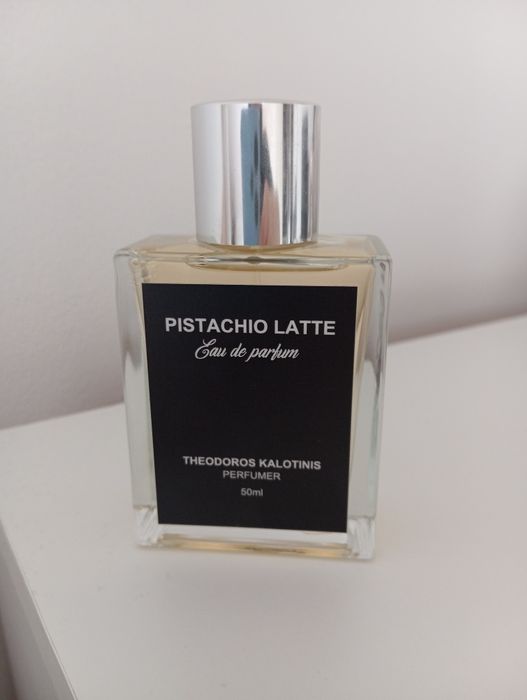 PISTACHIO LATTE
Eau de parfum
THEODOROS KALOTINIS
PERFUMER
50ml